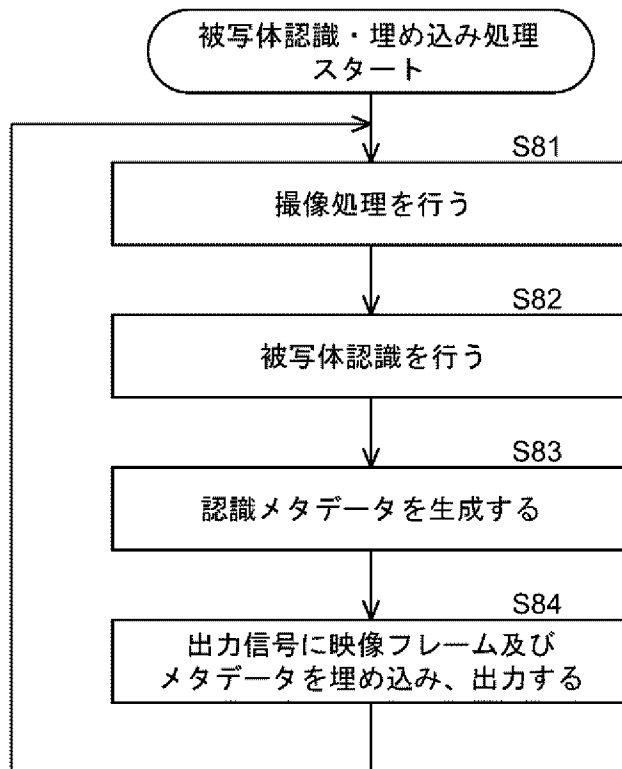 被写体認識・埋め込み処理
スタート
S81
撮像処理を行う
S82
被写体認識を行う
S83
認識メタデータを生成する
S84
出力信号に映像フレーム及び
メタデータを埋め込み、出力する